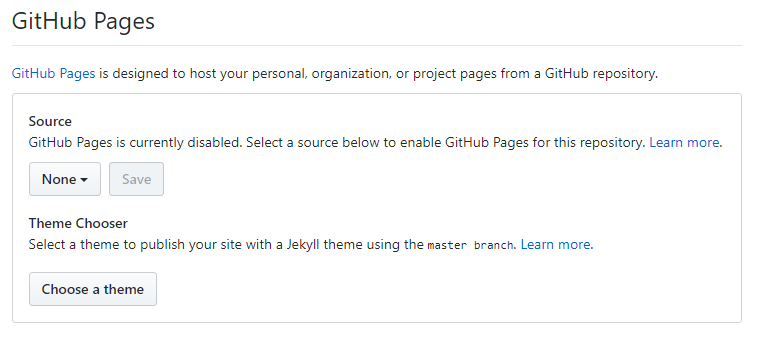 GitHub Pages
GitHub Pages is designed to host your personal, organization, or project pages from a GitHub repository.
Source
GitHub Pages is currently disabled. Select a source below to enable GitHub Pages for this repository. Learn more.
None Save
Theme Chooser
Select a theme to publish your site with a Jekyll theme using the master branch. Learn more.
Choose a theme